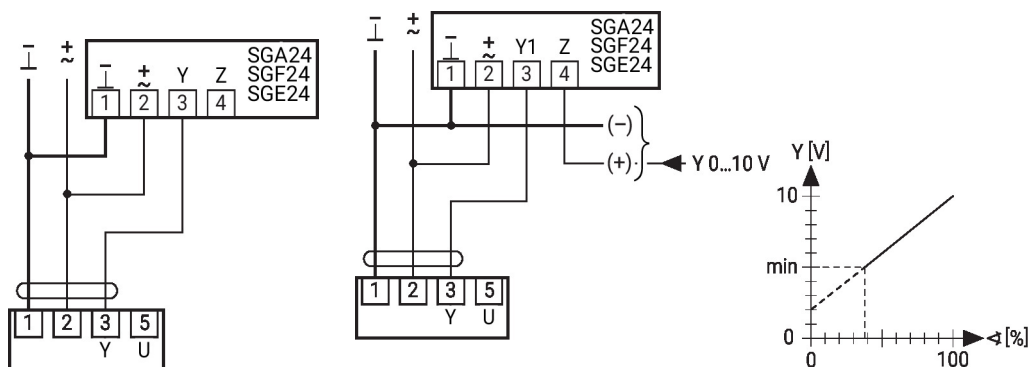 – +
⊥ ~
SGA24
SGF24
SGE24
– + Y Z
⊥ ~
1 2 3 4
1 2 3 5
Y U
– +
⊥ ~
SGA24
SGF24
SGE24
– + Y1 Z
⊥ ~
1 2 3 4
(–)
(+)
Y 0...10 V
1 2 3 5
Y U
Y [V]
10
min
0
0 100
∢ [%]